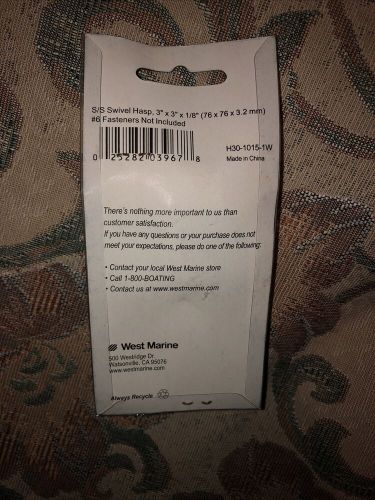 S/S Swivel Hasp, 3" x 3" x 1/8" (76 x 76 x 3.2 mm)
#6 Fasteners Not Included
H30-1015-1W
Made in China
0 25282 03967 8
There's nothing more important to us than
customer satisfaction.
If you have any questions or your purchase does not
meet your expectations, please do one of the following:
• Contact your local West Marine store
• Call 1-800-BOATING
• Contact us at www.westmarine.com
West Marine
500 Westridge Dr.
Watsonville, CA 95076
www.westmarine.com
Always Recycle